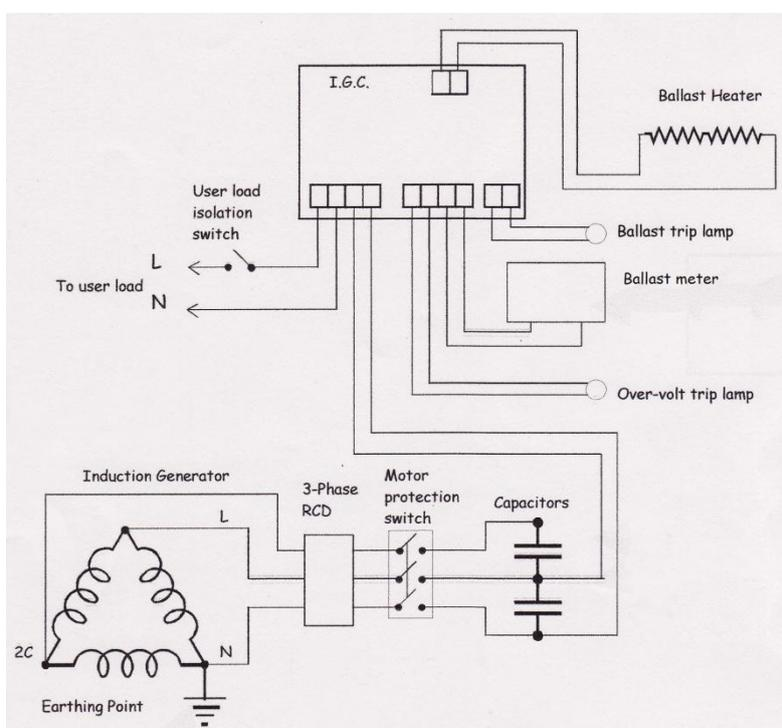 I.G.C.
Ballast Heater
User load
isolation
switch
Ballast trip lamp
L
To user load
N
Ballast meter
Over-volt trip lamp
Induction Generator
3-Phase
RCD
Motor
protection
switch
Capacitors
L
2C
N
Earthing Point